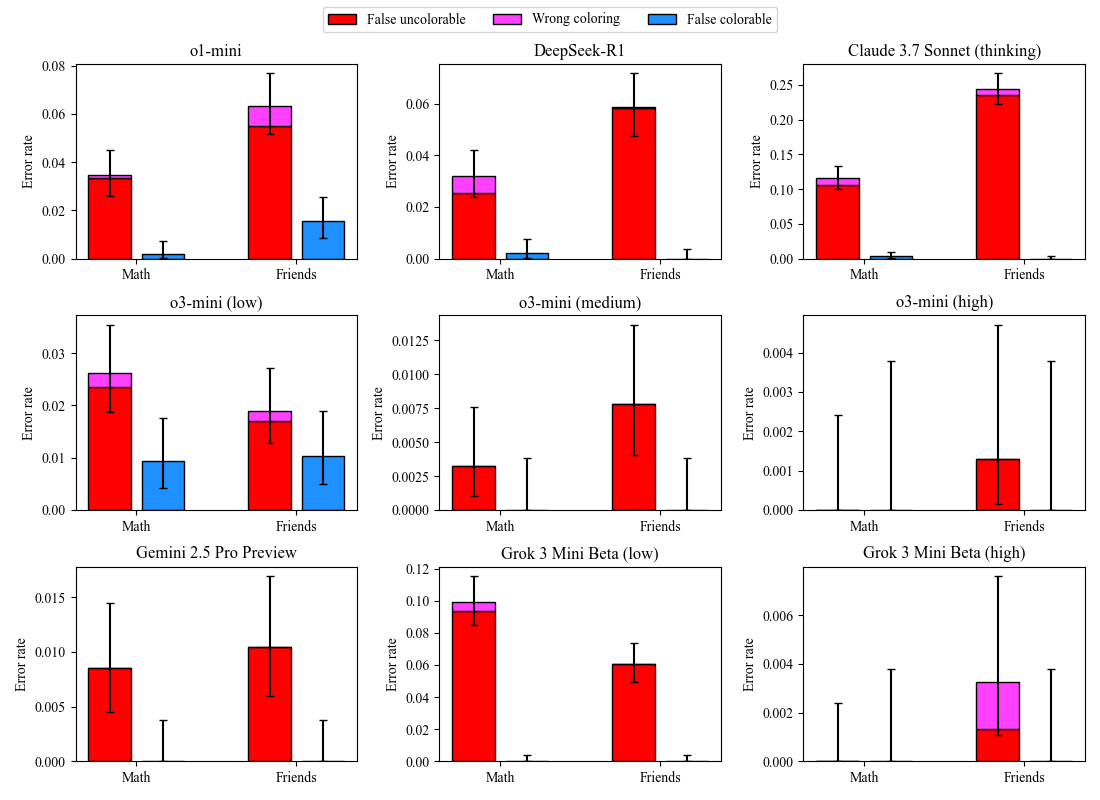 False uncolorable Wrong coloring False colorable
o1-mini
Error rate
0.08
0.06
0.04
0.02
0.00
Math Friends
DeepSeek-R1
Error rate
0.06
0.04
0.02
0.00
Math Friends
Claude 3.7 Sonnet (thinking)
Error rate
0.25
0.20
0.15
0.10
0.05
0.00
Math Friends
o3-mini (low)
Error rate
0.03
0.02
0.01
0.00
Math Friends
o3-mini (medium)
Error rate
0.0125
0.0100
0.0075
0.0050
0.0025
0.0000
Math Friends
o3-mini (high)
Error rate
0.004
0.003
0.002
0.001
0.000
Math Friends
Gemini 2.5 Pro Preview
Error rate
0.015
0.010
0.005
0.000
Math Friends
Grok 3 Mini Beta (low)
Error rate
0.12
0.10
0.08
0.06
0.04
0.02
0.00
Math Friends
Grok 3 Mini Beta (high)
Error rate
0.006
0.004
0.002
0.000
Math Friends